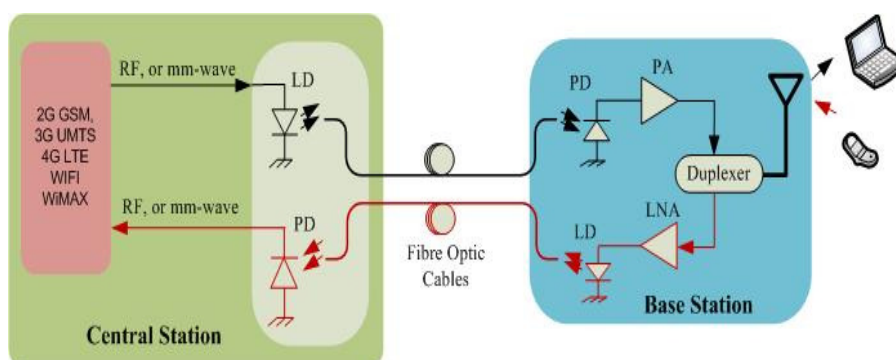 RF, or mm-wave
LD
2G GSM,
3G UMTS
4G LTE
WIFI
WiMAX
RF, or mm-wave
PD
Central Station
Fibre Optic
Cables
PD
PA
Duplexer
LNA
LD
Base Station